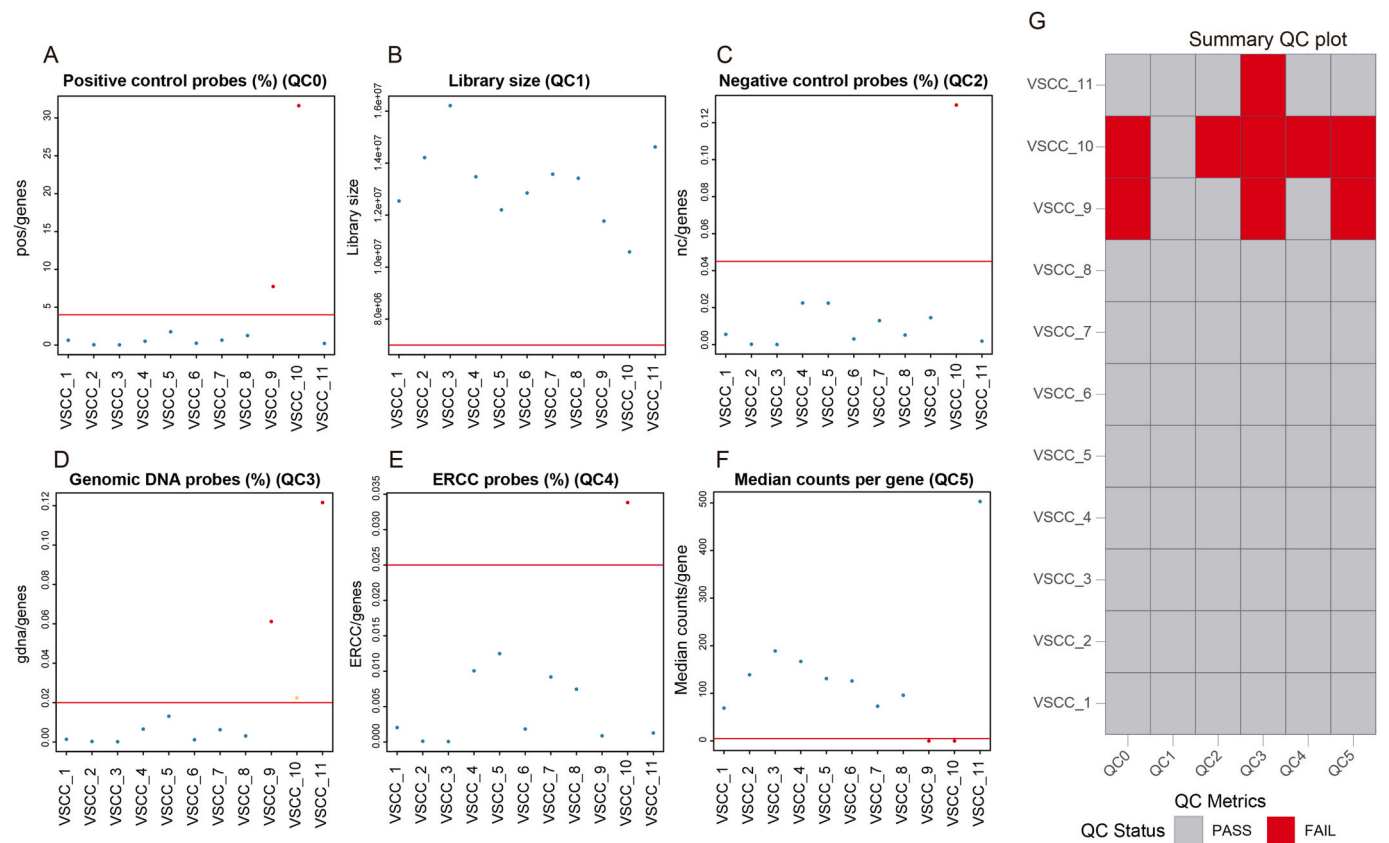 A
Positive control probes (%) (QC0)
pos/genes
0
5
10
15
20
25
30
VSCC_1
VSCC_2
VSCC_3
VSCC_4
VSCC_5
VSCC_6
VSCC_7
VSCC_8
VSCC_9
VSCC_10
VSCC_11
B
Library size (QC1)
Library size
8.0e+06
1.0e+07
1.2e+07
1.4e+07
1.6e+07
VSCC_1
VSCC_2
VSCC_3
VSCC_4
VSCC_5
VSCC_6
VSCC_7
VSCC_8
VSCC_9
VSCC_10
VSCC_11
C
Negative control probes (%) (QC2)
nc/genes
0.00
0.02
0.04
0.06
0.08
0.10
0.12
VSCC_1
VSCC_2
VSCC_3
VSCC_4
VSCC_5
VSCC_6
VSCC_7
VSCC_8
VSCC_9
VSCC_10
VSCC_11
D
Genomic DNA probes (%) (QC3)
gdna/genes
0.00
0.02
0.04
0.06
0.08
0.10
0.12
VSCC_1
VSCC_2
VSCC_3
VSCC_4
VSCC_5
VSCC_6
VSCC_7
VSCC_8
VSCC_9
VSCC_10
VSCC_11
E
ERCC probes (%) (QC4)
ERCC/genes
0.000
0.005
0.010
0.015
0.020
0.025
0.030
0.035
VSCC_1
VSCC_2
VSCC_3
VSCC_4
VSCC_5
VSCC_6
VSCC_7
VSCC_8
VSCC_9
VSCC_10
VSCC_11
F
Median counts per gene (QC5)
Median counts/gene
0
100
200
300
400
500
VSCC_1
VSCC_2
VSCC_3
VSCC_4
VSCC_5
VSCC_6
VSCC_7
VSCC_8
VSCC_9
VSCC_10
VSCC_11
G
Summary QC plot
VSCC_11
VSCC_10
VSCC_9
VSCC_8
VSCC_7
VSCC_6
VSCC_5
VSCC_4
VSCC_3
VSCC_2
VSCC_1
QC0
QC1
QC2
QC3
QC4
QC5
QC Metrics
QC Status PASS FAIL